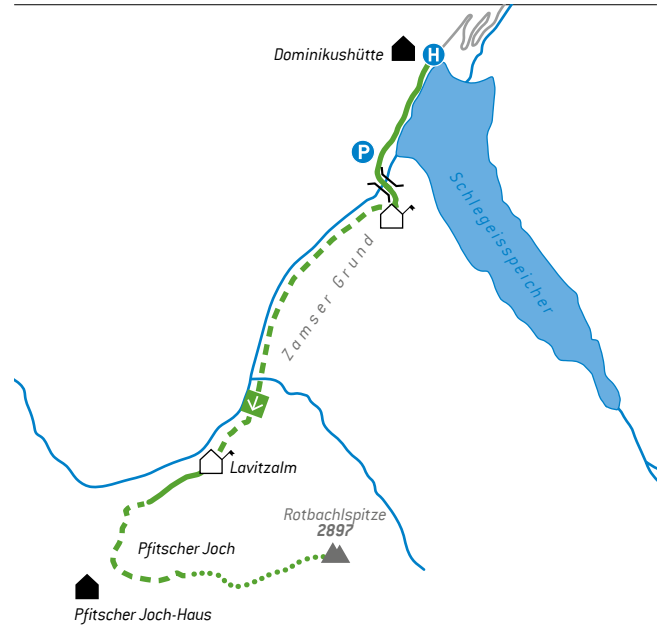 Dominikushütte
H
P
Schlegeisspeicher
Zamser Grund
Lavitzalm
Rotbachlspitze
2897
Pfitscher Joch
Pfitscher Joch-Haus